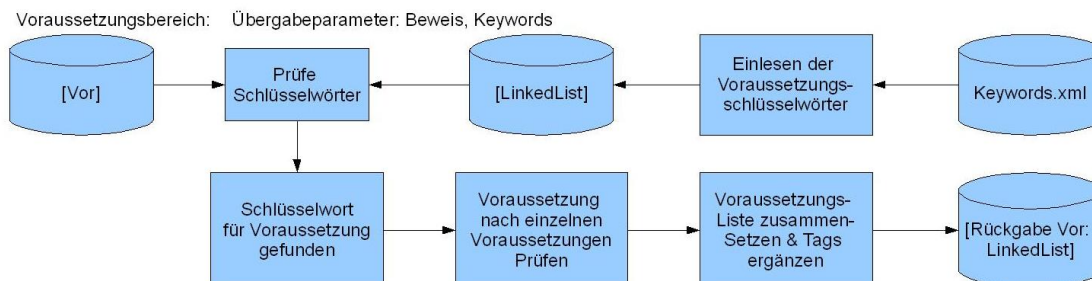 Voraussetzungsbereich: Übergabeparameter: Beweis, Keywords
[Vor]
Prüfe
Schlüsselwörter
[LinkedList]
Einlesen der
Voraussetzungs-
schlüsselwörter
Keywords.xml
Schlüsselwort
für Voraussetzung
gefunden
Voraussetzung
nach einzelnen
Voraussetzungen
Prüfen
Voraussetzungs-
Liste zusammen-
Setzen & Tags
ergänzen
[Rückgabe Vor:
LinkedList]